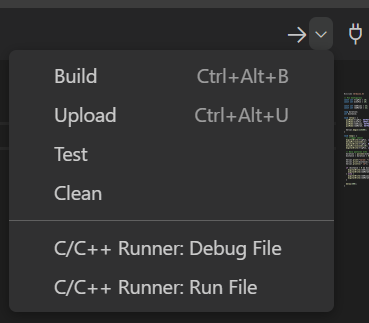 Build Ctrl+Alt+B
Upload Ctrl+Alt+U
Test
Clean
C/C++ Runner: Debug File
C/C++ Runner: Run File